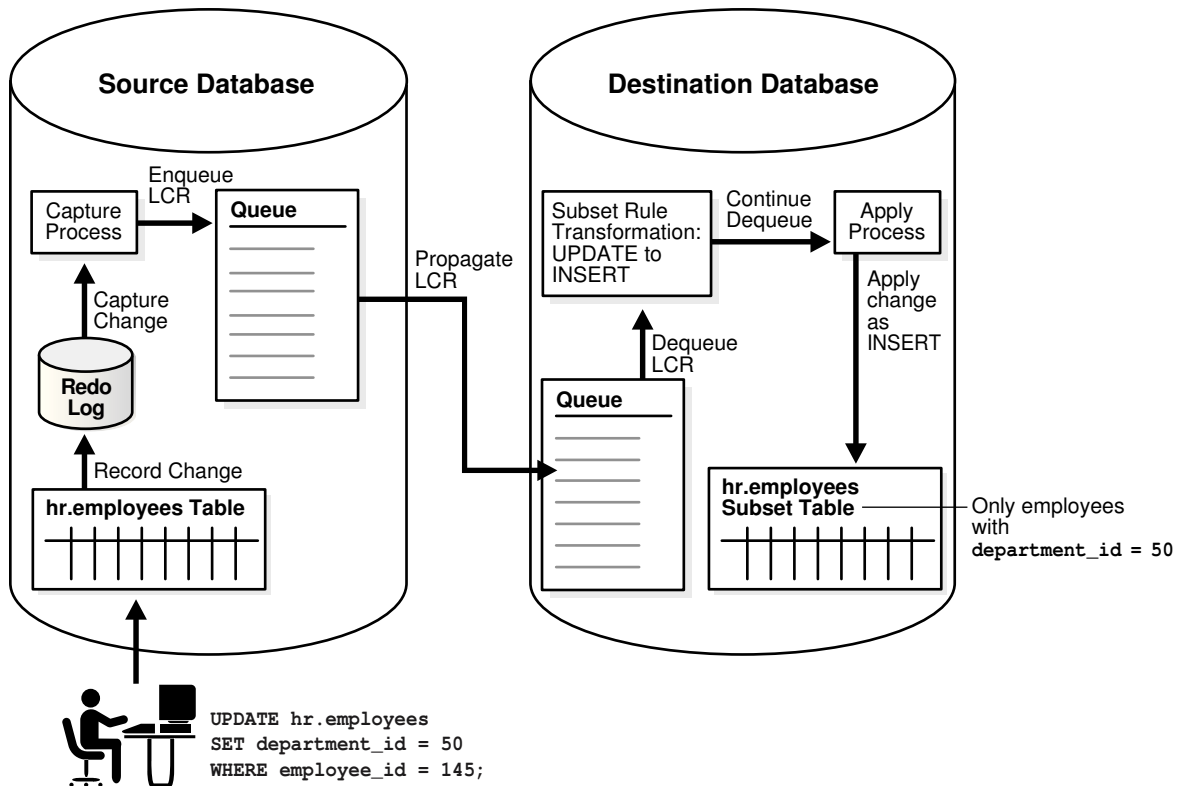 Source Database
Enqueue
LCR
Capture
Process
Queue
Capture
Change
Redo
Log
Record Change
hr.employees Table
Propagate
LCR
Destination Database
Subset Rule
Transformation:
UPDATE to
INSERT
Continue
Dequeue
Apply
Process
Apply
change
as
INSERT
Dequeue
LCR
Queue
hr.employees
Subset Table
Only employees
with
department_id = 50
UPDATE hr.employees
SET department_id = 50
WHERE employee_id = 145;